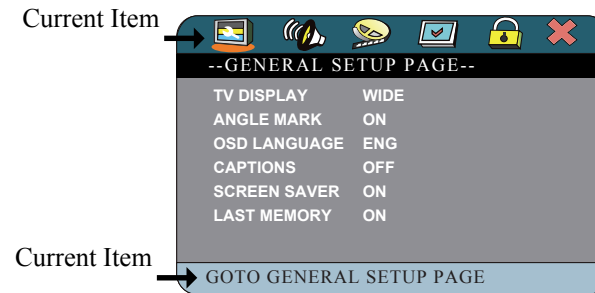 Current Item
--GENERAL SETUP PAGE--
TV DISPLAY WIDE
ANGLE MARK ON
OSD LANGUAGE ENG
CAPTIONS OFF
SCREEN SAVER ON
LAST MEMORY ON
Current Item
GOTO GENERAL SETUP PAGE